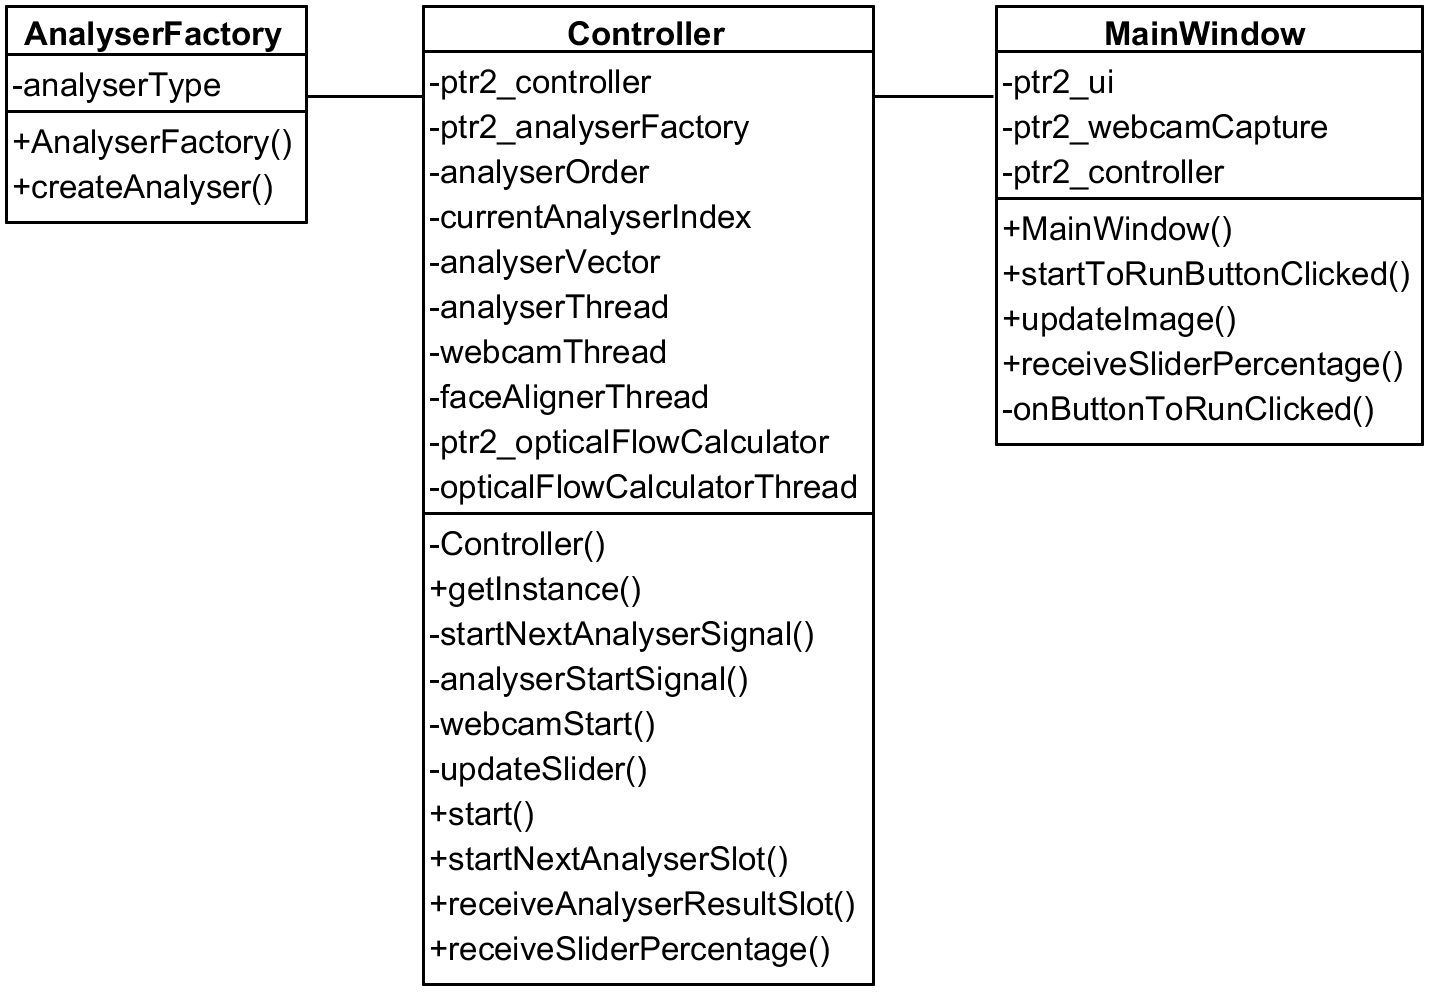 AnalyserFactory
-analyserType
+AnalyserFactory()
+createAnalyser()
Controller
-ptr2_controller
-ptr2_analyserFactory
-analyserOrder
-currentAnalyserIndex
-analyserVector
-analyserThread
-webcamThread
-faceAlignerThread
-ptr2_opticalFlowCalculator
-opticalFlowCalculatorThread
-Controller()
+getInstance()
-startNextAnalyserSignal()
-analyserStartSignal()
-webcamStart()
-updateSlider()
+start()
+startNextAnalyserSlot()
+receiveAnalyserResultSlot()
+receiveSliderPercentage()
MainWindow
-ptr2_ui
-ptr2_webcamCapture
-ptr2_controller
+MainWindow()
+startToRunButtonClicked()
+updateImage()
+receiveSliderPercentage()
-onButtonToRunClicked()